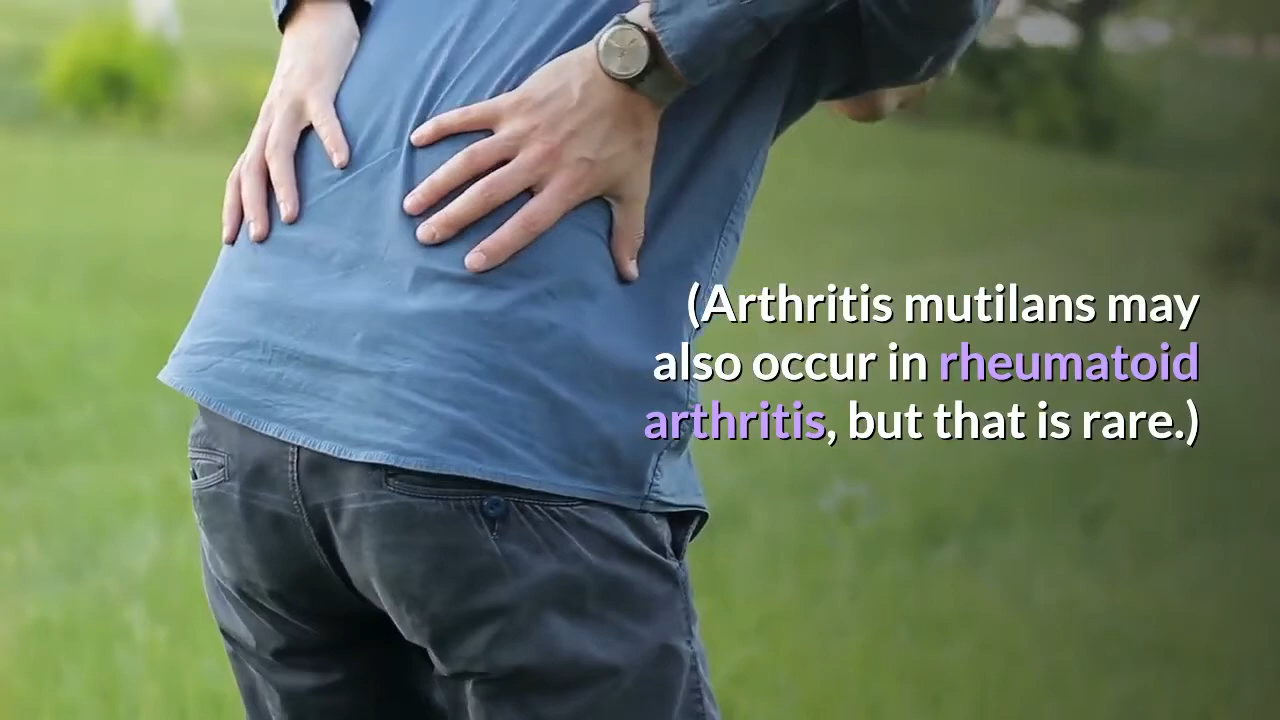 (Arthritis mutilans may
also occur in rheumatoid
arthritis, but that is rare.)